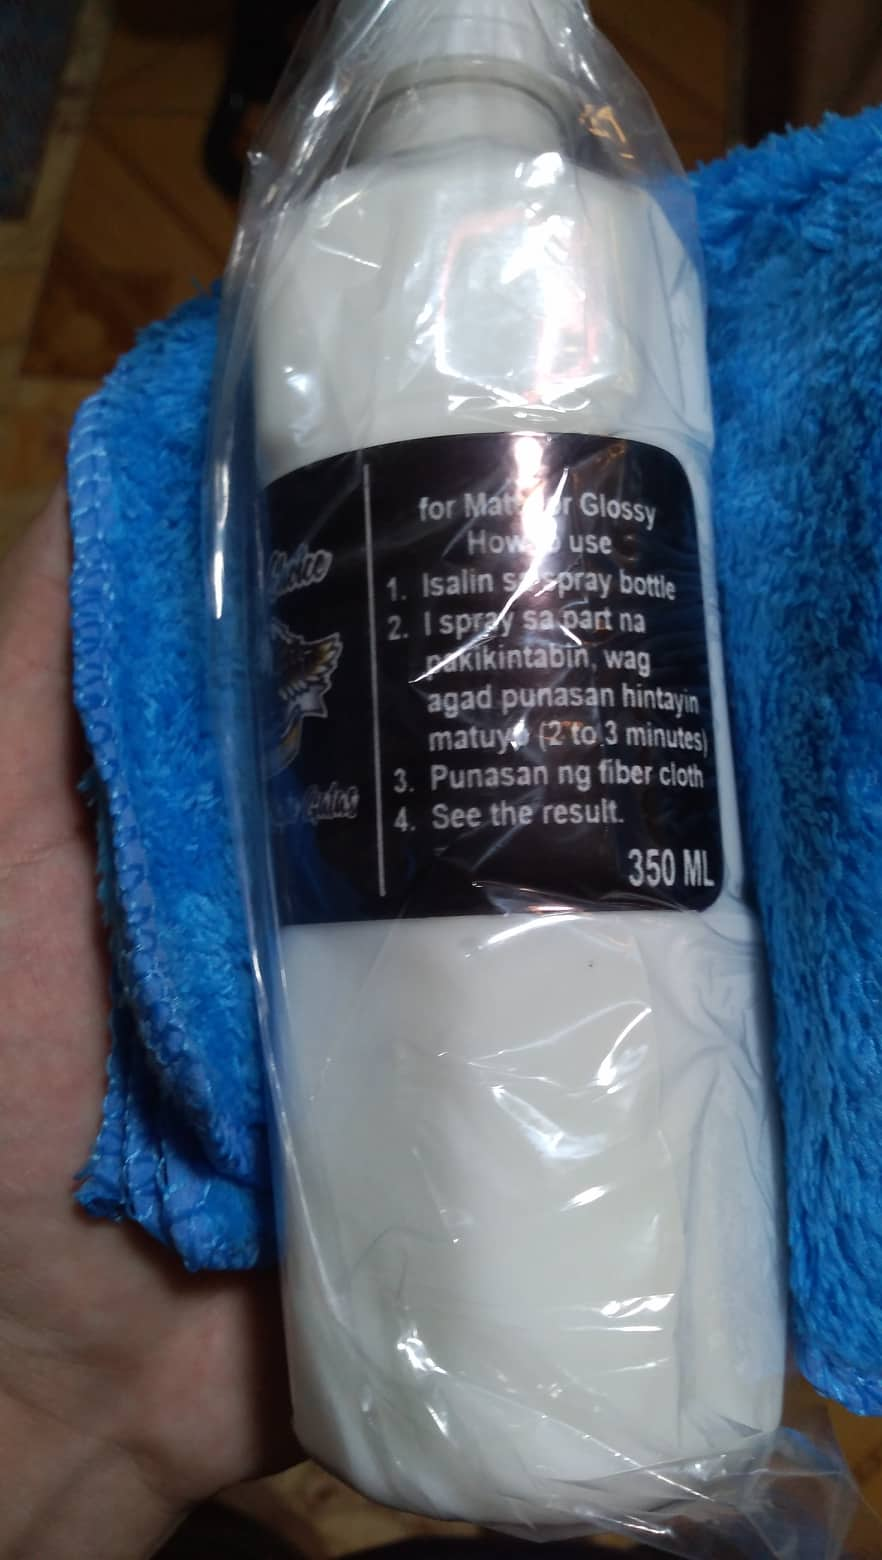 for Matte or Glossy
How to use
1. Isalin sa spray bottle
2. I spray sa part na
pakikintabin, wag
agad punasan hintayin
matuyo (2 to 3 minutes)
3. Punasan ng fiber cloth
4. See the result.
350 ML